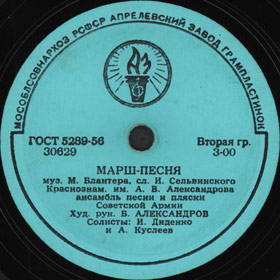 МОСОБЛСОВНАРХОЗ РСФСР АПРЕЛЕВСКИЙ ЗАВОД ГРАМПЛАСТИНОК
АЗ
ГОСТ 5289-56 Вторая гр.
30629 3-00
МАРШ-ПЕСНЯ
муз. М. Блантера, сл. И. Сельвинского
Краснознам. им. А. В. Александрова
ансамбль песни и пляски
Советской Армии
Худ. рук. Б. АЛЕКСАНДРОВ
Солисты: И. Диденко
и А. Куслеев